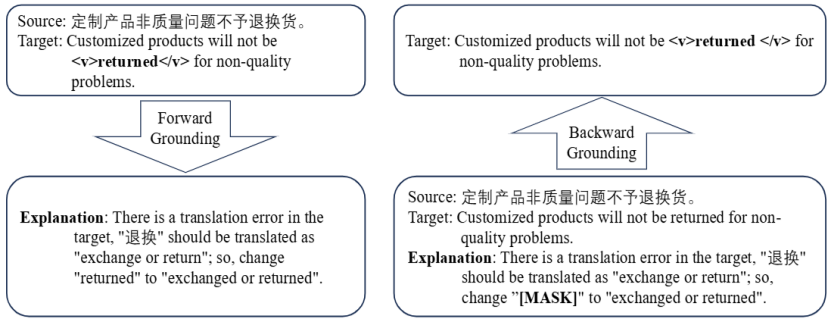 Source: 定制产品非质量问题不予退换货。
Target: Customized products will not be
<v>returned</v> for non-quality
problems.
Forward
Grounding
Explanation: There is a translation error in the
target, "退换" should be translated as
"exchange or return"; so, change
"returned" to "exchanged or returned".
Target: Customized products will not be <v>returned </v> for
non-quality problems.
Backward
Grounding
Source: 定制产品非质量问题不予退换货。
Target: Customized products will not be returned for non-
quality problems.
Explanation: There is a translation error in the target, "退换"
should be translated as "exchange or return"; so,
change ”[MASK]" to "exchanged or returned".